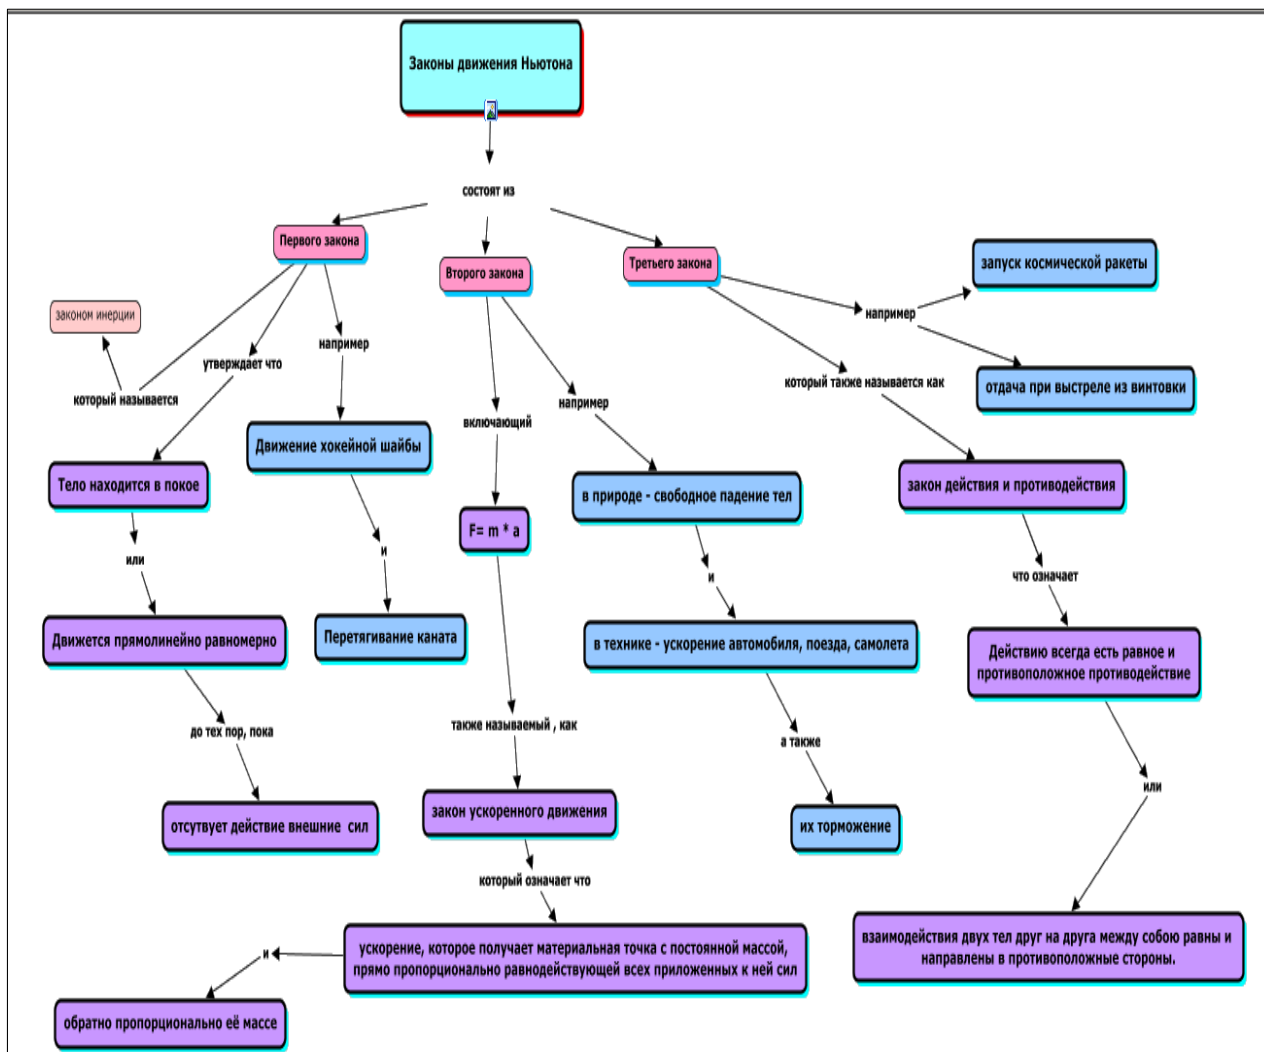 Законы движения Ньютона
состоят из
Первого закона
Второго закона
Третьего закона
запуск космической ракеты
законом инерции
например
например
утверждает что
отдача при выстреле из винтовки
который также называется как
который называется
например
включающий
Движение хокейной шайбы
Тело находится в покое
закон действия и противодействия
в природе - свободное падение тел
F= m * a
и
или
что означает
и
Движется прямолинейно равномерно
Перетягивание каната
в технике - ускорение автомобиля, поезда, самолета
Действию всегда есть равное и
противоположное противодействие
до тех пор, пока
также называемый , как
а также
или
отсутвует действие внешние сил
закон ускоренного движения
их торможение
который означает что
взаимодействия двух тел друг на друга между собою равны и
направлены в противоположные стороны.
ускорение, которое получает материальная точка с постоянной массой,
прямо пропорционально равнодействующей всех приложенных к ней сил
и
обратно пропорционально её массе